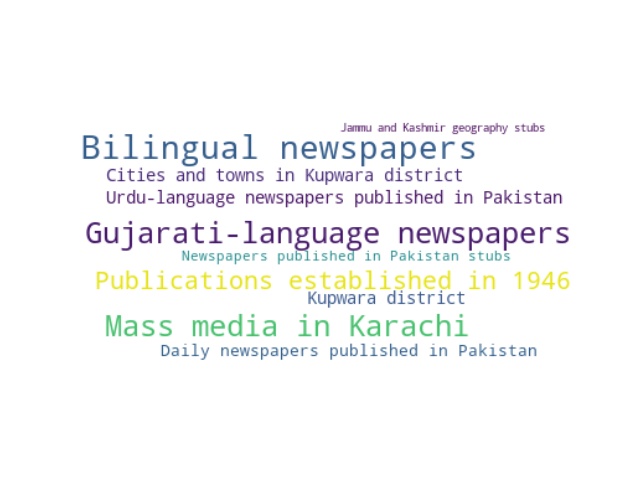 Jammu and Kashmir geography stubs
Bilingual newspapers
Cities and towns in Kupwara district
Urdu-language newspapers published in Pakistan
Gujarati-language newspapers
Newspapers published in Pakistan stubs
Publications established in 1946
Kupwara district
Mass media in Karachi
Daily newspapers published in Pakistan